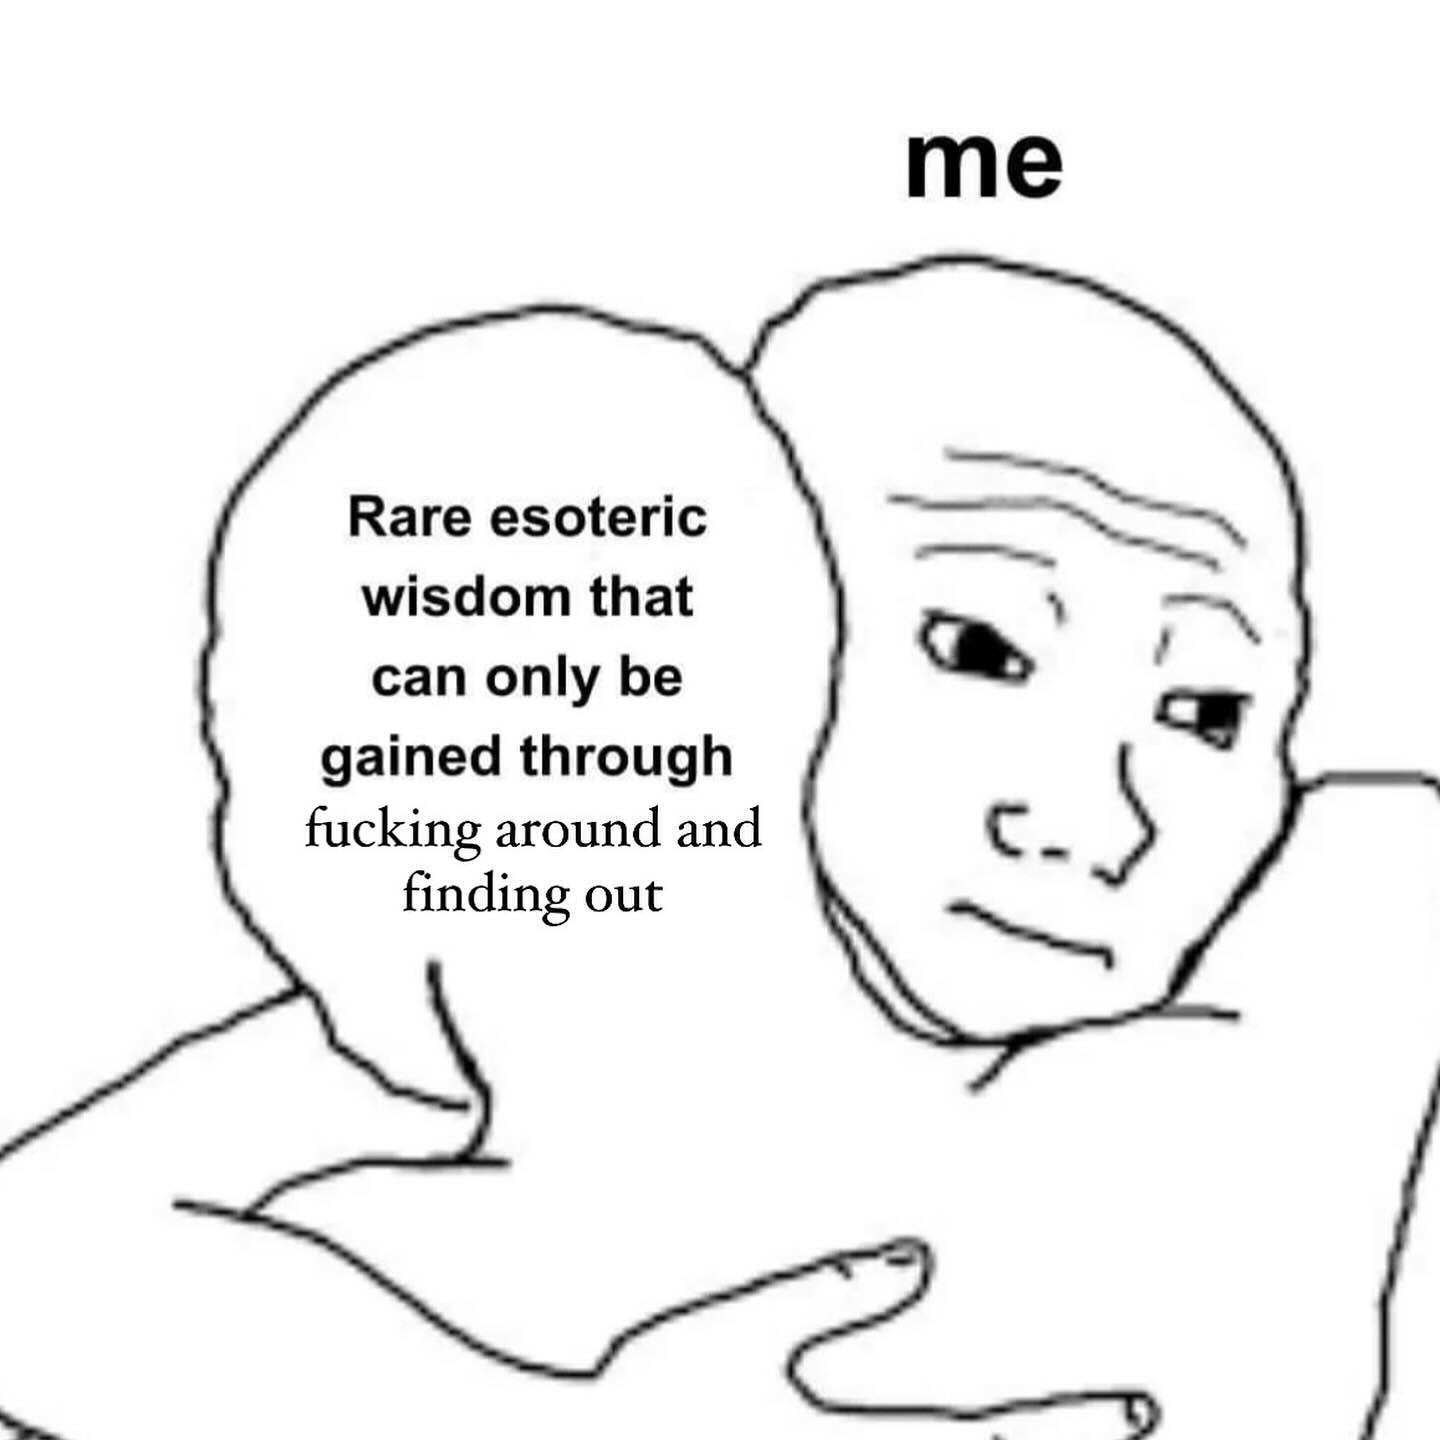 me
Rare esoteric
wisdom that
can only be
gained through
fucking around and
finding out